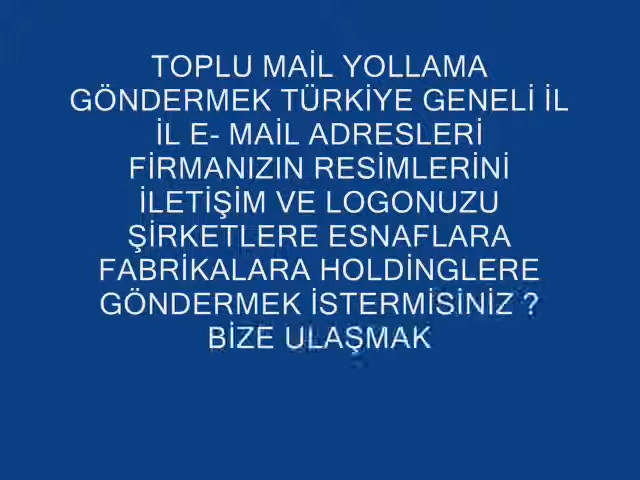 TOPLU MAİL YOLLAMA
GÖNDERMEK TÜRKİYE GENELİ İL
İL E- MAİL ADRESLERİ
FİRMANIZIN RESİMLERİNİ
İLETİŞİM VE LOGONUZU
ŞİRKETLERE ESNAFLARA
FABRİKALARA HOLDİNGLERE
GÖNDERMEK İSTERMİSİNİZ ?
BİZE ULAŞMAK